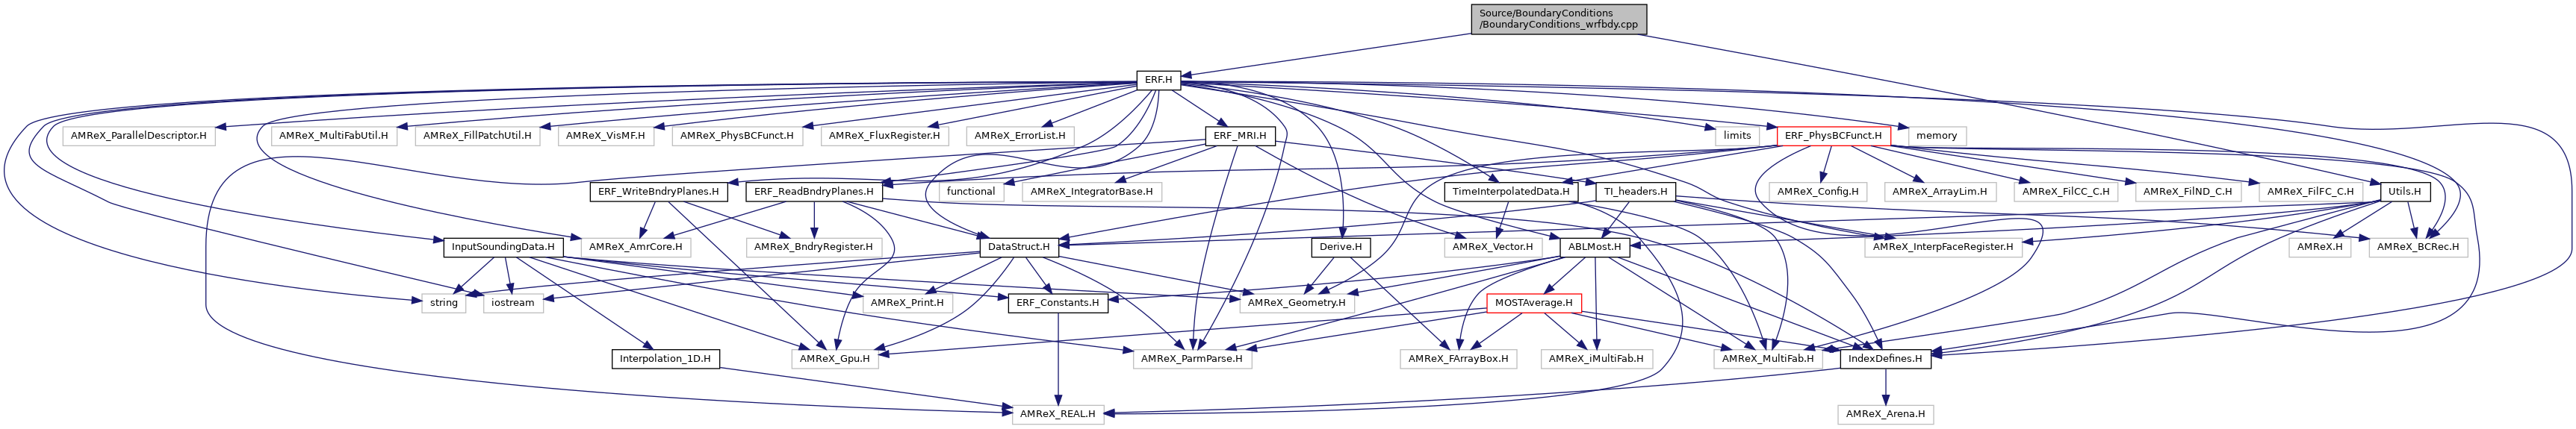 Source/BoundaryConditions
/BoundaryConditions_wrfbdy.cpp
ERF.H
AMReX_ParallelDescriptor.H
AMReX_MultiFabUtil.H
AMReX_FillPatchUtil.H
AMReX_VisMF.H
AMReX_PhysBCFunct.H
AMReX_FluxRegister.H
AMReX_ErrorList.H
ERF_MRI.H
limits
ERF_PhysBCFunct.H
memory
ERF_WriteBndryPlanes.H
ERF_ReadBndryPlanes.H
functional
AMReX_IntegratorBase.H
TimeInterpolatedData.H
TI_headers.H
AMReX_Config.H
AMReX_ArrayLim.H
AMReX_FilCC_C.H
AMReX_FilND_C.H
AMReX_FilFC_C.H
Utils.H
InputSoundingData.H
AMReX_AmrCore.H
AMReX_BndryRegister.H
DataStruct.H
Derive.H
AMReX_Vector.H
ABLMost.H
AMReX_InterpFaceRegister.H
AMReX.H
AMReX_BCRec.H
string
iostream
AMReX_Geometry.H
AMReX_Print.H
ERF_Constants.H
MOSTAverage.H
Interpolation_1D.H
AMReX_Gpu.H
AMReX_ParmParse.H
AMReX_FArrayBox.H
AMReX_iMultiFab.H
AMReX_MultiFab.H
IndexDefines.H
AMReX_REAL.H
AMReX_Arena.H